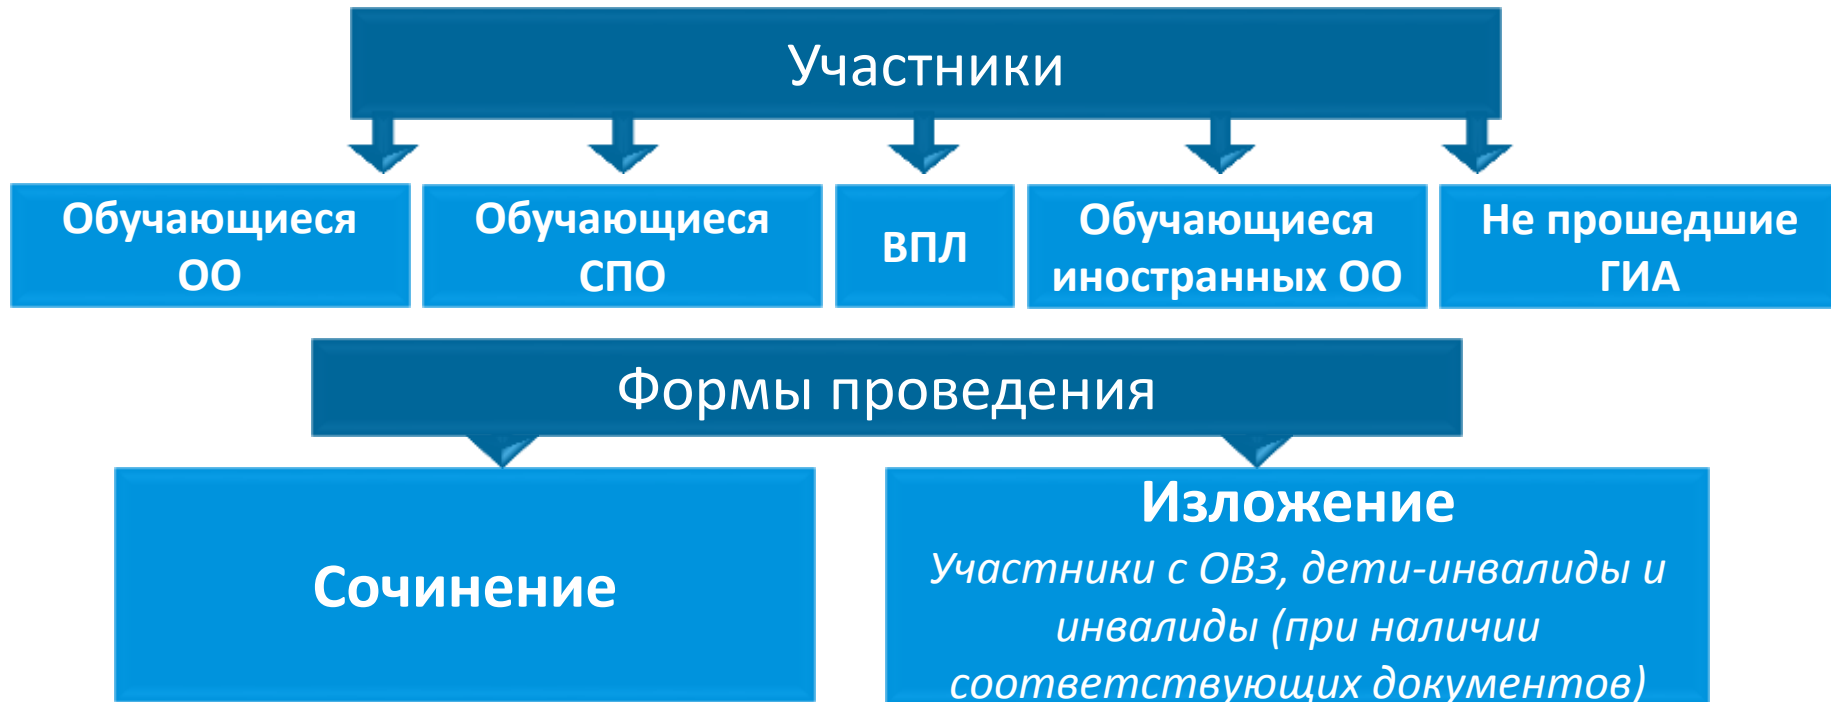 Участники
Обучающиеся
ОО
Обучающиеся
СПО
ВПЛ
Обучающиеся
иностранных ОО
Не прошедшие
ГИА
Формы проведения
Сочинение
Изложение
Участники с ОВЗ, дети-инвалиды и
инвалиды (при наличии
соответствующих документов)